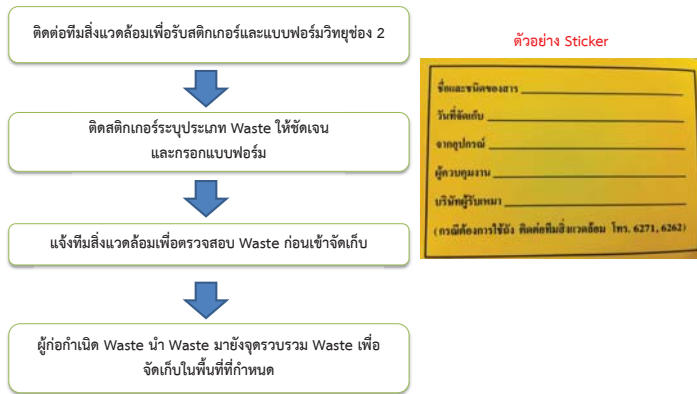 ติดต่อทีมสิ่งแวดล้อมเพื่อรับสติกเกอร์และแบบฟอร์มวิทยุช่อง 2
ติดสติกเกอร์ระบุประเภท Waste ให้ชัดเจน
และกรอกแบบฟอร์ม
แจ้งทีมสิ่งแวดล้อมเพื่อตรวจสอบ Waste ก่อนเข้าจัดเก็บ
ผู้ก่อกำเนิด Waste นำ Waste มายังจุดรวบรวม Waste เพื่อ
จัดเก็บในพื้นที่ที่กำหนด
ตัวอย่าง Sticker
ชื่อและชนิดของสาร
วันที่จัดเก็บ
จากอุปกรณ์
ผู้ควบคุมงาน
บริษัทผู้รับเหมา
(กรณีต้องการใช้ถัง ติดต่อทีมสิ่งแวดล้อม โทร. 6271, 6262)